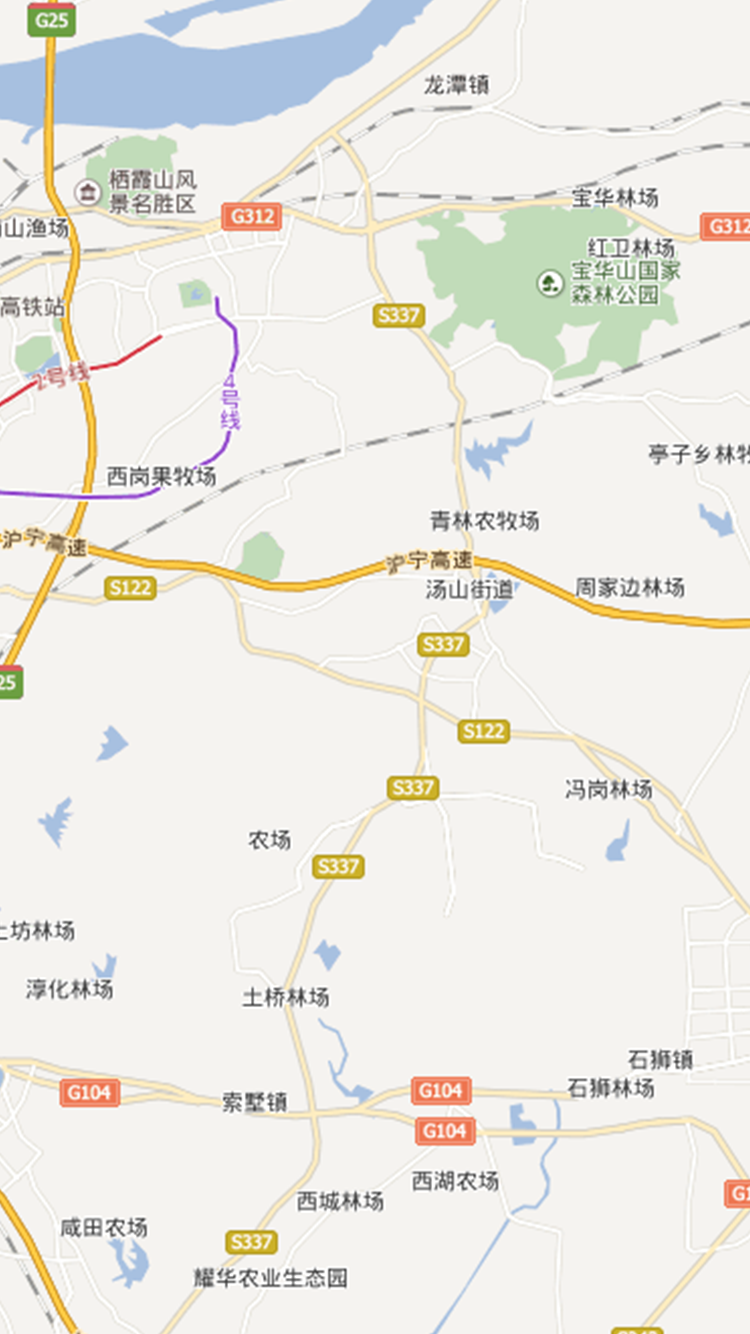 G25
龙潭镇
栖霞山风
景名胜区
宝华林场
G312
G312
山渔场
红卫林场
宝华山国家
森林公园
高铁站
S337
2号线
4号线
亭子乡林牧
西岗果牧场
青林农牧场
沪宁高速
沪宁高速
S122
汤山街道
周家边林场
S337
25
S122
S337
冯岗林场
农场
S337
上坊林场
淳化林场
土桥林场
石狮镇
G104
索墅镇
G104
石狮林场
G104
西湖农场
G1
西城林场
咸田农场
S337
耀华农业生态园